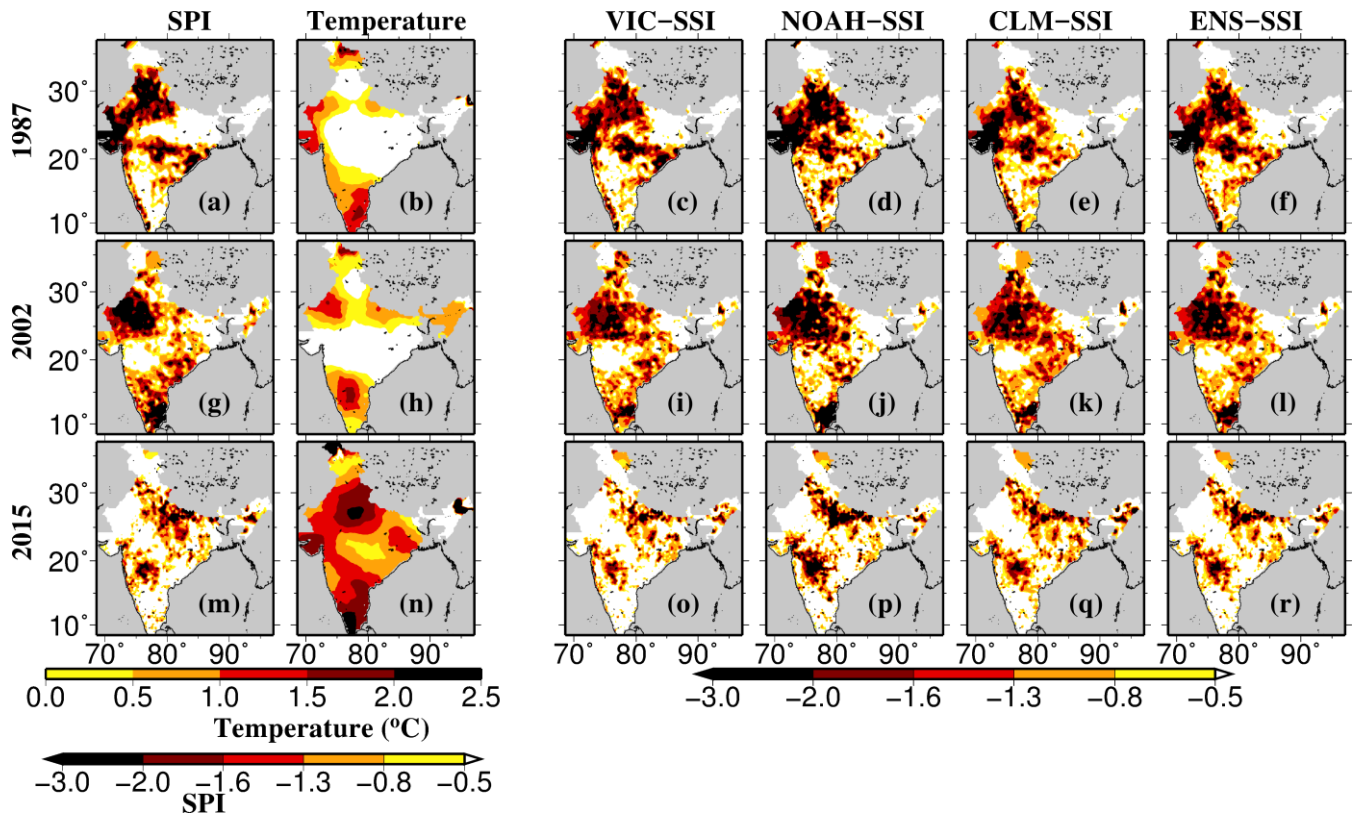 SPI Temperature VIC−SSI NOAH−SSI CLM−SSI ENS−SSI
1987
30˚
20˚
10˚
(a) (b) (c) (d) (e) (f)
2002
30˚
20˚
10˚
(g) (h) (i) (j) (k) (l)
2015
30˚
20˚
10˚
(m) (n) (o) (p) (q) (r)
70 80 90 70 80 90 70 80 90 70 80 90 70 80 90 70 80 90
0.0 0.5 1.0 1.5 2.0 2.5
Temperature (ºC)
−3.0 −2.0 −1.6 −1.3 −0.8 −0.5
−3.0 −2.0 −1.6 −1.3 −0.8 −0.5
SPI